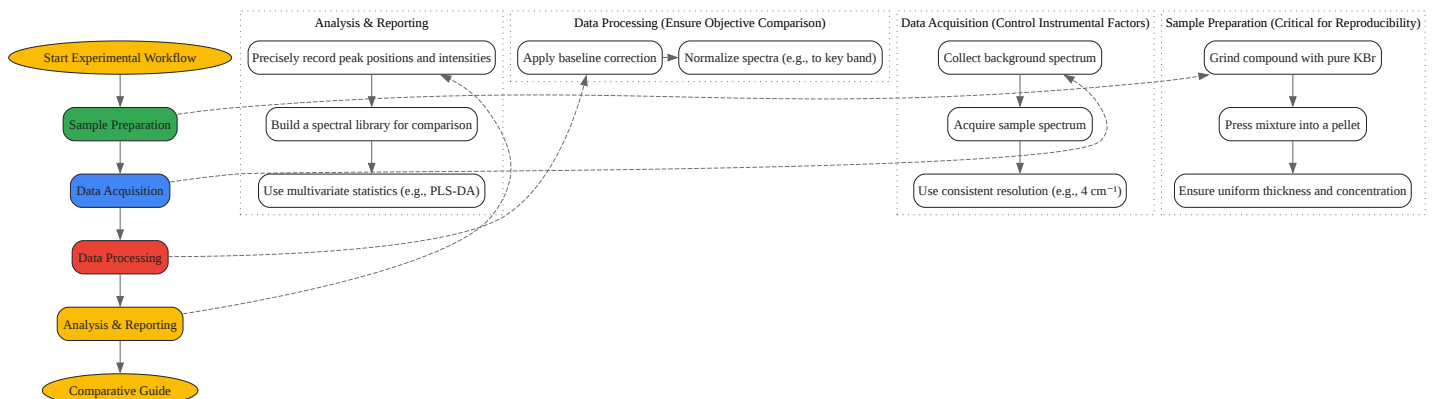 Start Experimental Workflow
Sample Preparation
Data Acquisition
Data Processing
Analysis & Reporting
Comparative Guide
Analysis & Reporting
Precisely record peak positions and intensities
Build a spectral library for comparison
Use multivariate statistics (e.g., PLS-DA)
Data Processing (Ensure Objective Comparison)
Apply baseline correction
Normalize spectra (e.g., to key band)
Data Acquisition (Control Instrumental Factors)
Collect background spectrum
Acquire sample spectrum
Use consistent resolution (e.g., 4 cm⁻¹)
Sample Preparation (Critical for Reproducibility)
Grind compound with pure KBr
Press mixture into a pellet
Ensure uniform thickness and concentration